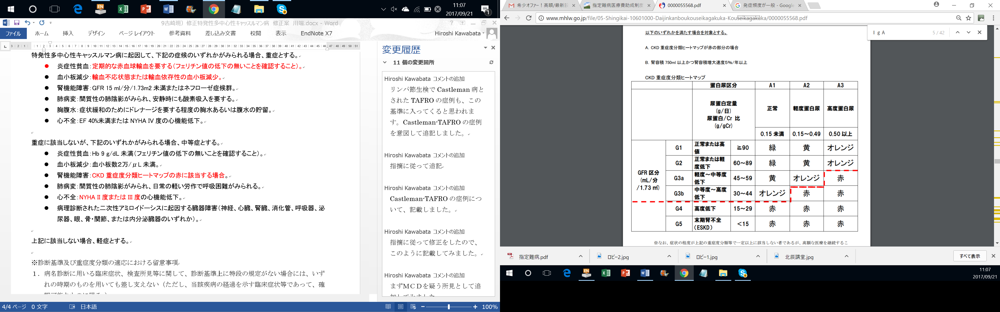 11:07
2017/09/21
9吉崎班）修正特発性多中心性キャッスルマン病 修正案 川端.docx - Word
ファイル ホーム 挿入 デザイン ページ レイアウト 参考資料 差し込み文書 校閲 表示 EndNote X7 Hiroshi Kawabata
特発性多中心性キャッスルマン病に起因して、下記の症候のいずれかがみられる場合、重症とする。
● 炎症性貧血：定期的な赤血球輸血を要する（フェリチン値の低下の無いことを確認すること）。
● 血小板減少：輸血不応状態または輸血依存性の血小板減少。
● 腎機能障害：GFR 15 ml/分/1.73m2 未満またはネフローゼ症候群。
● 肺病変：間質性の肺陰影がみられ、安静時にも酸素吸入を要する。
● 胸腹水：症状緩和のためにドレナージを要する程度の胸水あるいは腹水の貯留。
● 心不全：EF 40%未満または NYHA IV 度の心機能低下。
重症に該当しないが、下記のいずれかがみられる場合、中等症とする。
● 炎症性貧血：Hb 9 g/dL 未満（フェリチン値の低下の無いことを確認すること）。
● 血小板減少：血小板数２万/μL 未満。
● 腎機能障害：CKD 重症度分類ヒートマップの赤に該当する場合。
● 肺病変：間質性の肺陰影がみられ、日常の軽い労作で呼吸困難がみられる。
● 心不全：NYHA II 度または III 度の心機能低下。
● 病理診断された二次性アミロイドーシスに起因する臓器障害（神経、心臓、腎臓、消化管、呼吸器、泌
尿器、眼、骨・関節、または内分泌臓器のいずれか）。
上記に該当しない場合、軽症とする。
※診断基準及び重症度分類の適応における留意事項
１．病名診断に用いる臨床症状、検査所見等に関して、診断基準上に特段の規定がない場合には、いず
れの時期のものを用いても差し支えない（ただし、当該疾病の経過を示す臨床症状等であって、確
変更履歴
11 個の変更箇所
Hiroshi Kawabata コメントの追加
リンパ節生検で Castleman 病と
された TAFRO の症例も、この
基準に入ってくると思われま
す。Castleman-TAFRO の症例
を意図して追記しました。
Hiroshi Kawabata コメントの追加
指摘に従って追記
Hiroshi Kawabata コメントの追加
Castleman-TAFRO の症例につ
いて、記載しました。
Hiroshi Kawabata コメントの追加
指摘に従って修正をしたので、
このように記載してみました。
Hiroshi Kawabata コメントの追加
まずＭＣＤを疑う所見として追
加してみました
4/4 ページ 0 文字 日本語 100%
希少オファー！高額/最新 指定難病医療費助成制度 0000055568.pdf 発症頻度が一般 - Google
www.mhlw.go.jp/file/05-Shingikai-10601000-Daijinkanboukouseikagakuka-Kouseikagakuka/0000055568.pdf
ＩｇＡ 5 / 42
以下のいずれかを満たす場合を対象とする。
A. CKD 重症度分類ヒートマップが赤の部分の場合
B. 腎容積 750ml 以上かつ腎容積増大速度５％/年以上
CKD 重症度分類ヒートマップ
蛋白尿区分 A1 A2 A3
尿蛋白定量
(g/日)
尿蛋白/Cr 比
(g/gCr)
正常 軽度蛋白尿 高度蛋白尿
0.15 未満 0.15～0.49 0.50 以上
GFR 区分
(mL/分
/1.73 ㎡)
G1 正常または高値 ≧90 緑 黄 オレンジ
G2 正常または軽度低下 60～89 緑 黄 オレンジ
G3a 軽度～中等度低下 45～59 黄 オレンジ 赤
G3b 中等度～高度低下 30～44 オレンジ 赤 赤
G4 高度低下 15～29 赤 赤 赤
G5 末期腎不全（ESKD） ＜15 赤 赤 赤
※なお、症状の程度が上記の重症度分類等で一定以上に該当しない者であるが、高額な医療を継続するこ
指定難病.pdf ロビー2.jpg ロビー1.jpg 北辰講堂.jpg すべて表示
11:07
2017/09/21